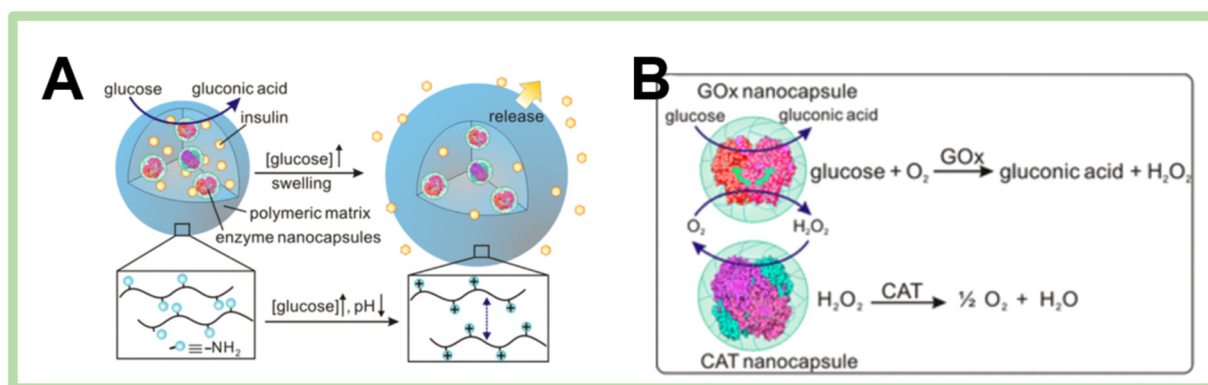 A
glucose gluconic acid
insulin
[glucose]↑
swelling
polymeric matrix
enzyme nanocapsules
release
[glucose]↑, pH↓
≡–NH₂
+ + + + + +
B
GOx nanocapsule
glucose gluconic acid
glucose + O₂ GOx gluconic acid + H₂O₂
O₂ H₂O₂
H₂O₂ CAT ½ O₂ + H₂O
CAT nanocapsule